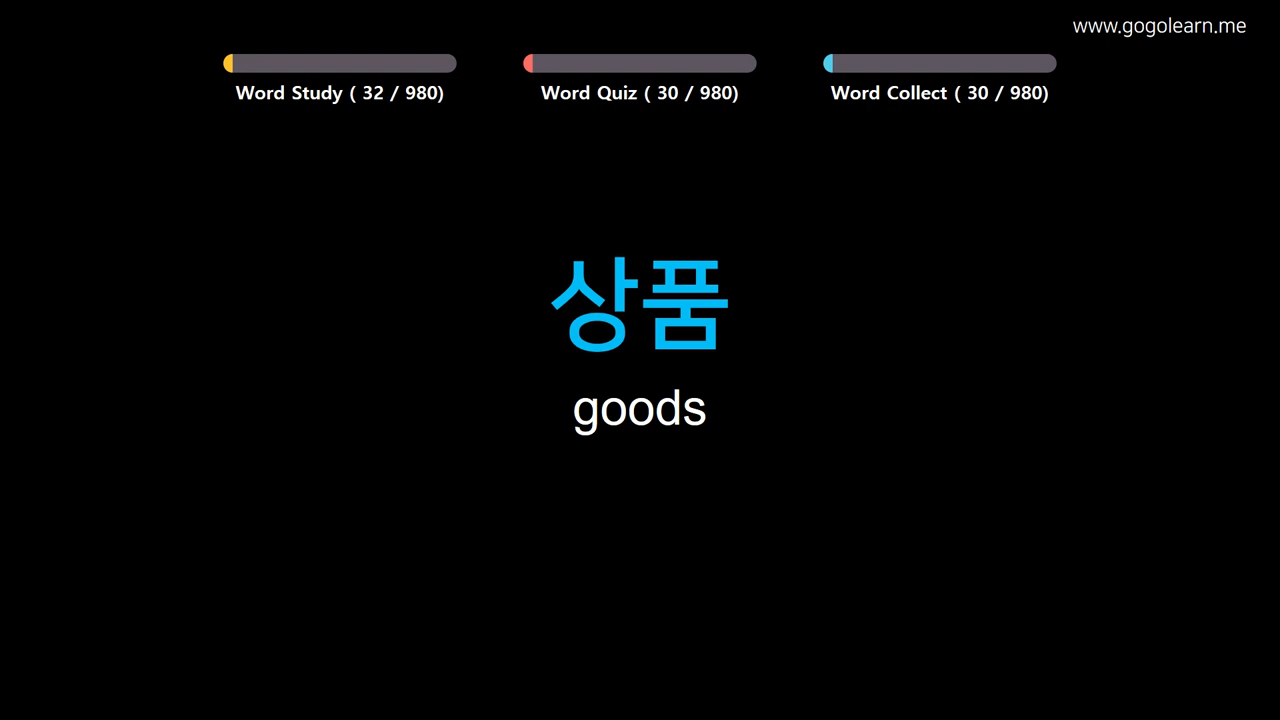 www.gogolearn.me
Word Study ( 32 / 980)
Word Quiz ( 30 / 980)
Word Collect ( 30 / 980)
상품
goods